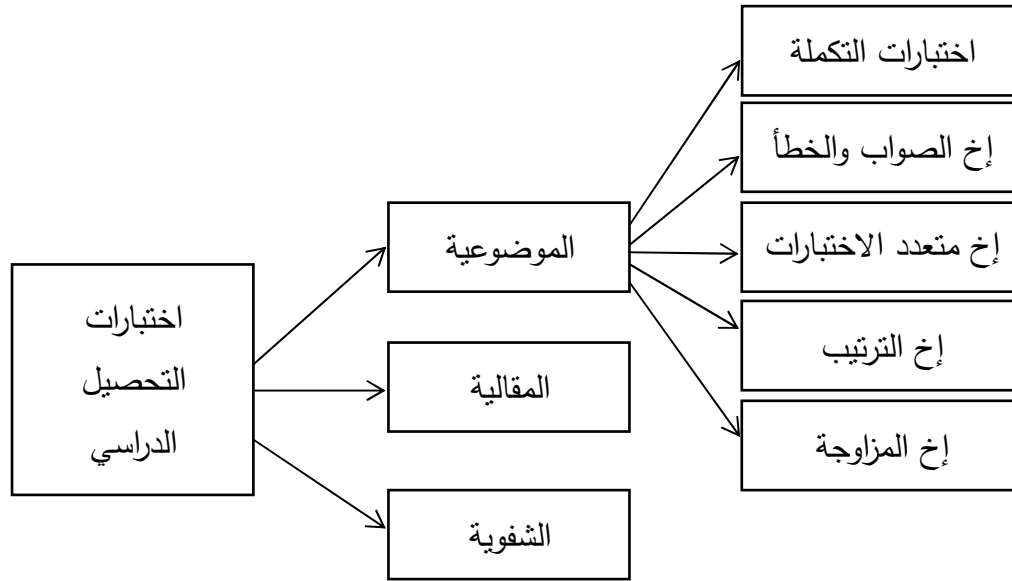 اختبارات
التحصيل
الدراسي
الموضوعية
المقالية
الشفوية
اختبارات التكملة
إخ الصواب والخطأ
إخ متعدد الاختبارات
إخ الترتيب
إخ المزاوجة